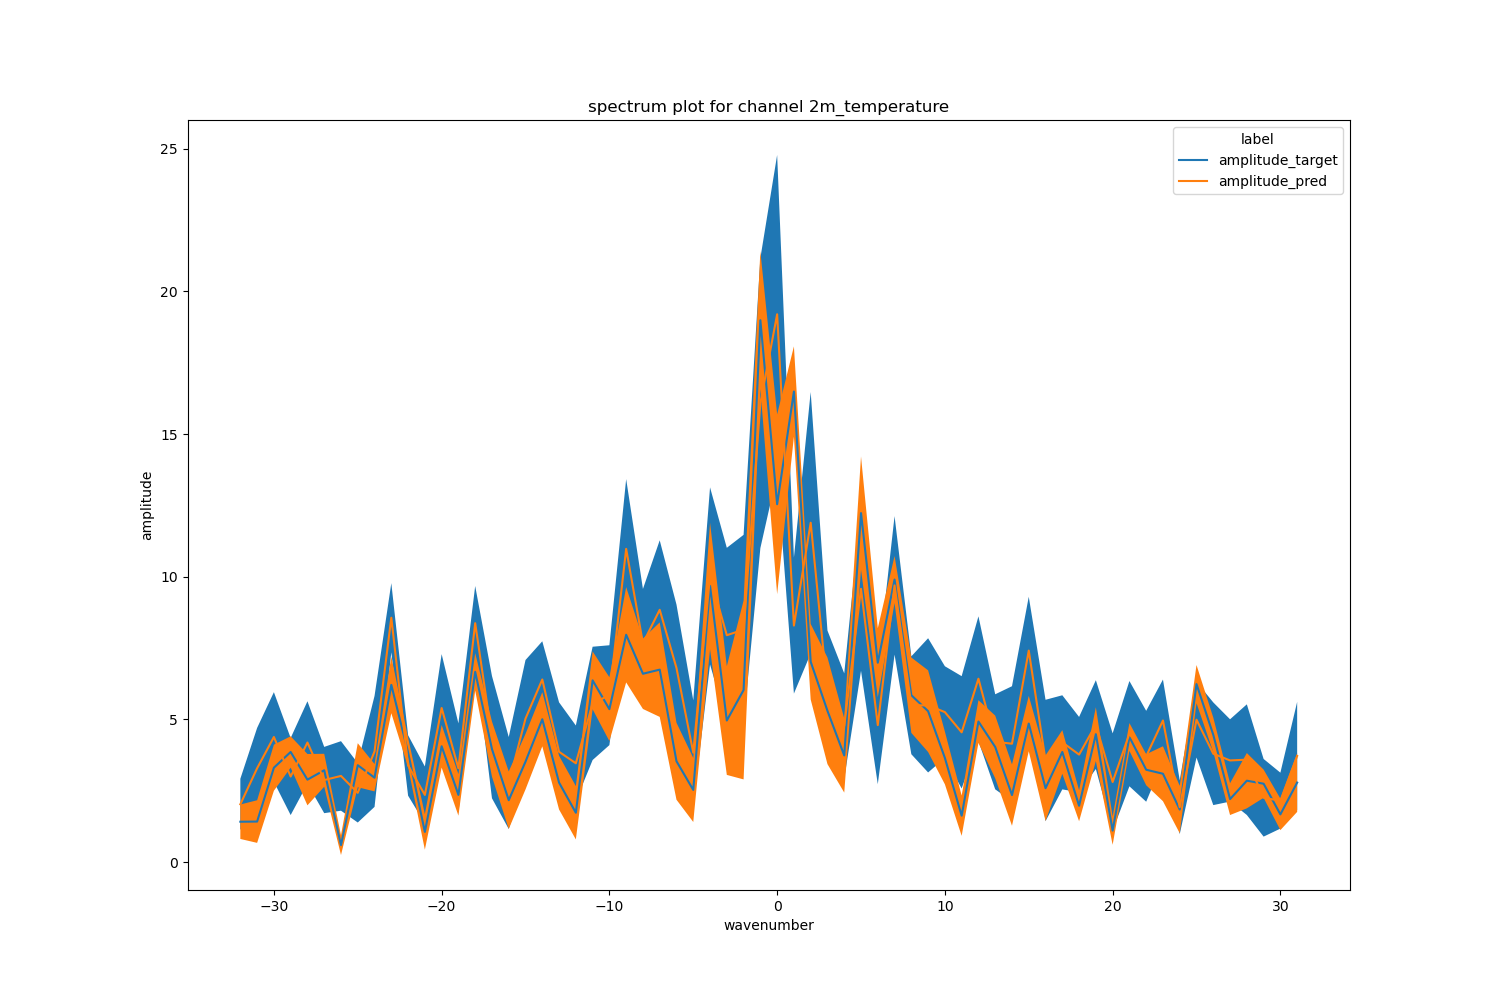 spectrum plot for channel 2m_temperature
label
amplitude_target
amplitude_pred
25
20
15
10
5
0
amplitude
−30
−20
−10
0
10
20
30
wavenumber